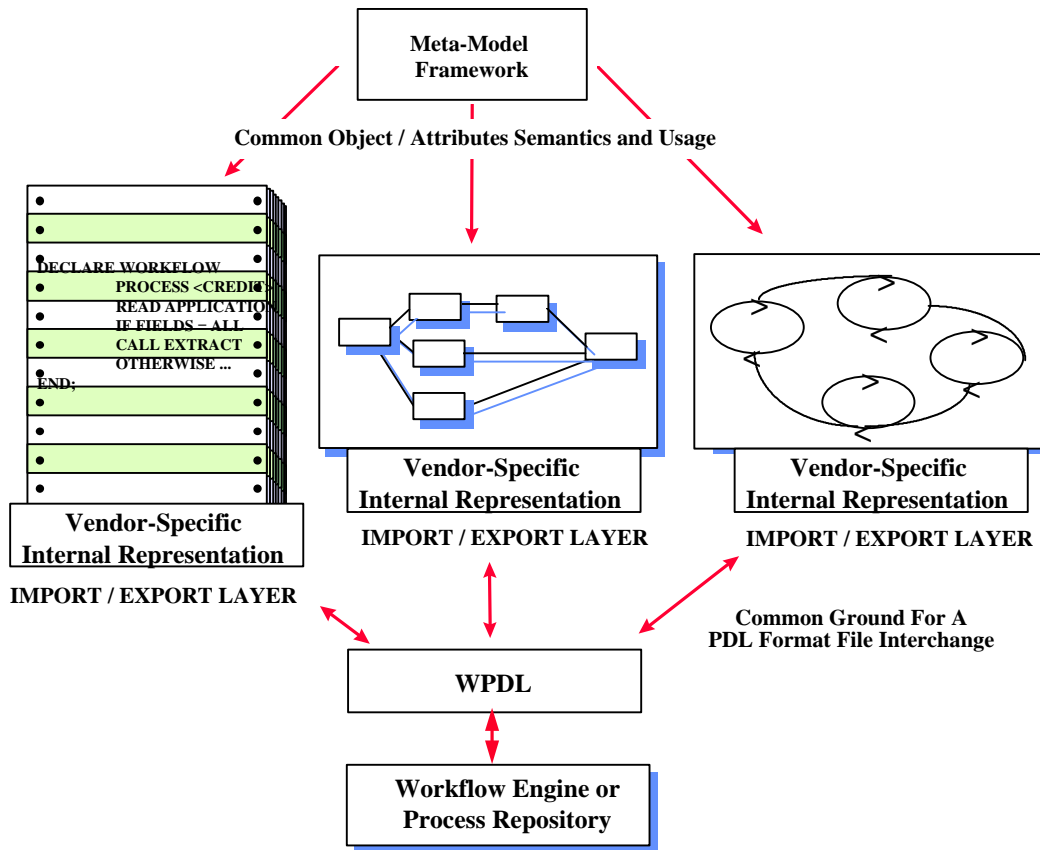 Meta-Model
Framework
Common Object / Attributes Semantics and Usage
DECLARE WORKFLOW
PROCESS <CREDIT>
READ APPLICATION
IF FIELDS = ALL
CALL EXTRACT
OTHERWISE ...
END;
Vendor-Specific
Internal Representation
IMPORT / EXPORT LAYER
Vendor-Specific
Internal Representation
IMPORT / EXPORT LAYER
Vendor-Specific
Internal Representation
IMPORT / EXPORT LAYER
Common Ground For A
PDL Format File Interchange
WPDL
Workflow Engine or
Process Repository